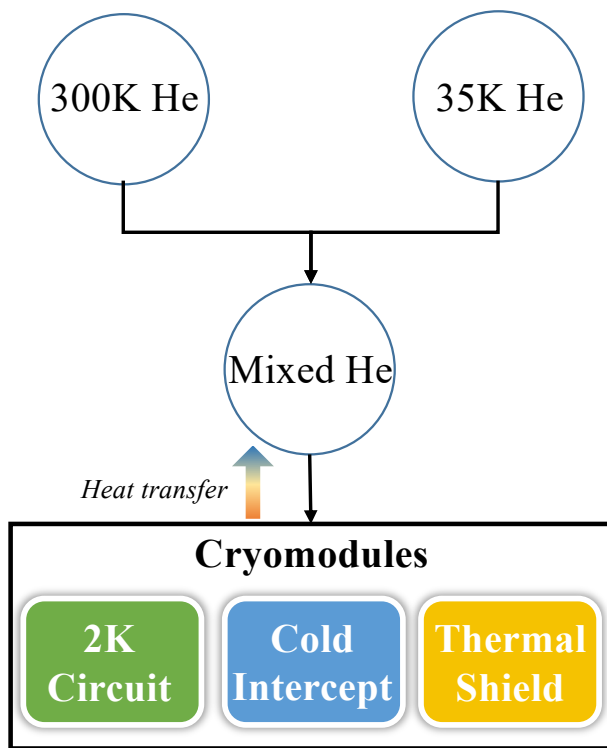 300K He
35K He
Mixed He
Heat transfer
Cryomodules
2K
Circuit
Cold
Intercept
Thermal
Shield